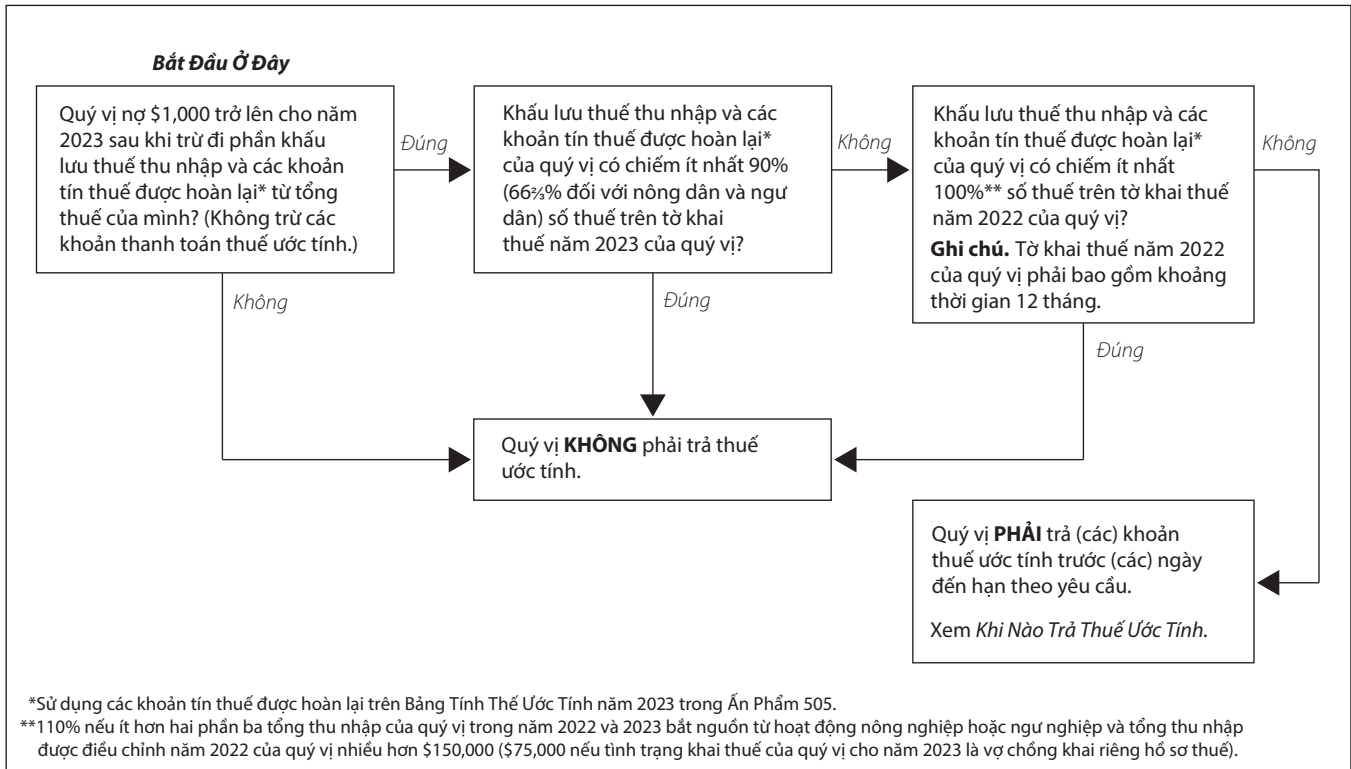 Bắt Đầu Ở Đây
Quý vị nợ $1,000 trở lên cho năm
2023 sau khi trừ đi phần khấu
lưu thuế thu nhập và các khoản
tín thuế được hoàn lại* từ tổng
thuế của mình? (Không trừ các
khoản thanh toán thuế ước tính.)
Đúng
Không
Khấu lưu thuế thu nhập và các
khoản tín thuế được hoàn lại*
của quý vị có chiếm ít nhất 90%
(66⅔% đối với nông dân và ngư
dân) số thuế trên tờ khai
thuế năm 2023 của quý vị?
Không
Đúng
Khấu lưu thuế thu nhập và các
khoản tín thuế được hoàn lại*
của quý vị có chiếm ít nhất
100%** số thuế trên tờ khai thuế
năm 2022 của quý vị?
Ghi chú. Tờ khai thuế năm 2022
của quý vị phải bao gồm khoảng
thời gian 12 tháng.
Không
Đúng
Quý vị KHÔNG phải trả thuế
ước tính.
Quý vị PHẢI trả (các) khoản
thuế ước tính trước (các) ngày
đến hạn theo yêu cầu.
Xem Khi Nào Trả Thuế Ước Tính.
*Sử dụng các khoản tín thuế được hoàn lại trên Bảng Tính Thế Ước Tính năm 2023 trong Ấn Phẩm 505.
**110% nếu ít hơn hai phần ba tổng thu nhập của quý vị trong năm 2022 và 2023 bắt nguồn từ hoạt động nông nghiệp hoặc ngư nghiệp và tổng thu nhập
được điều chỉnh năm 2022 của quý vị nhiều hơn $150,000 ($75,000 nếu tình trạng khai thuế của quý vị cho năm 2023 là vợ chồng khai riêng hồ sơ thuế).